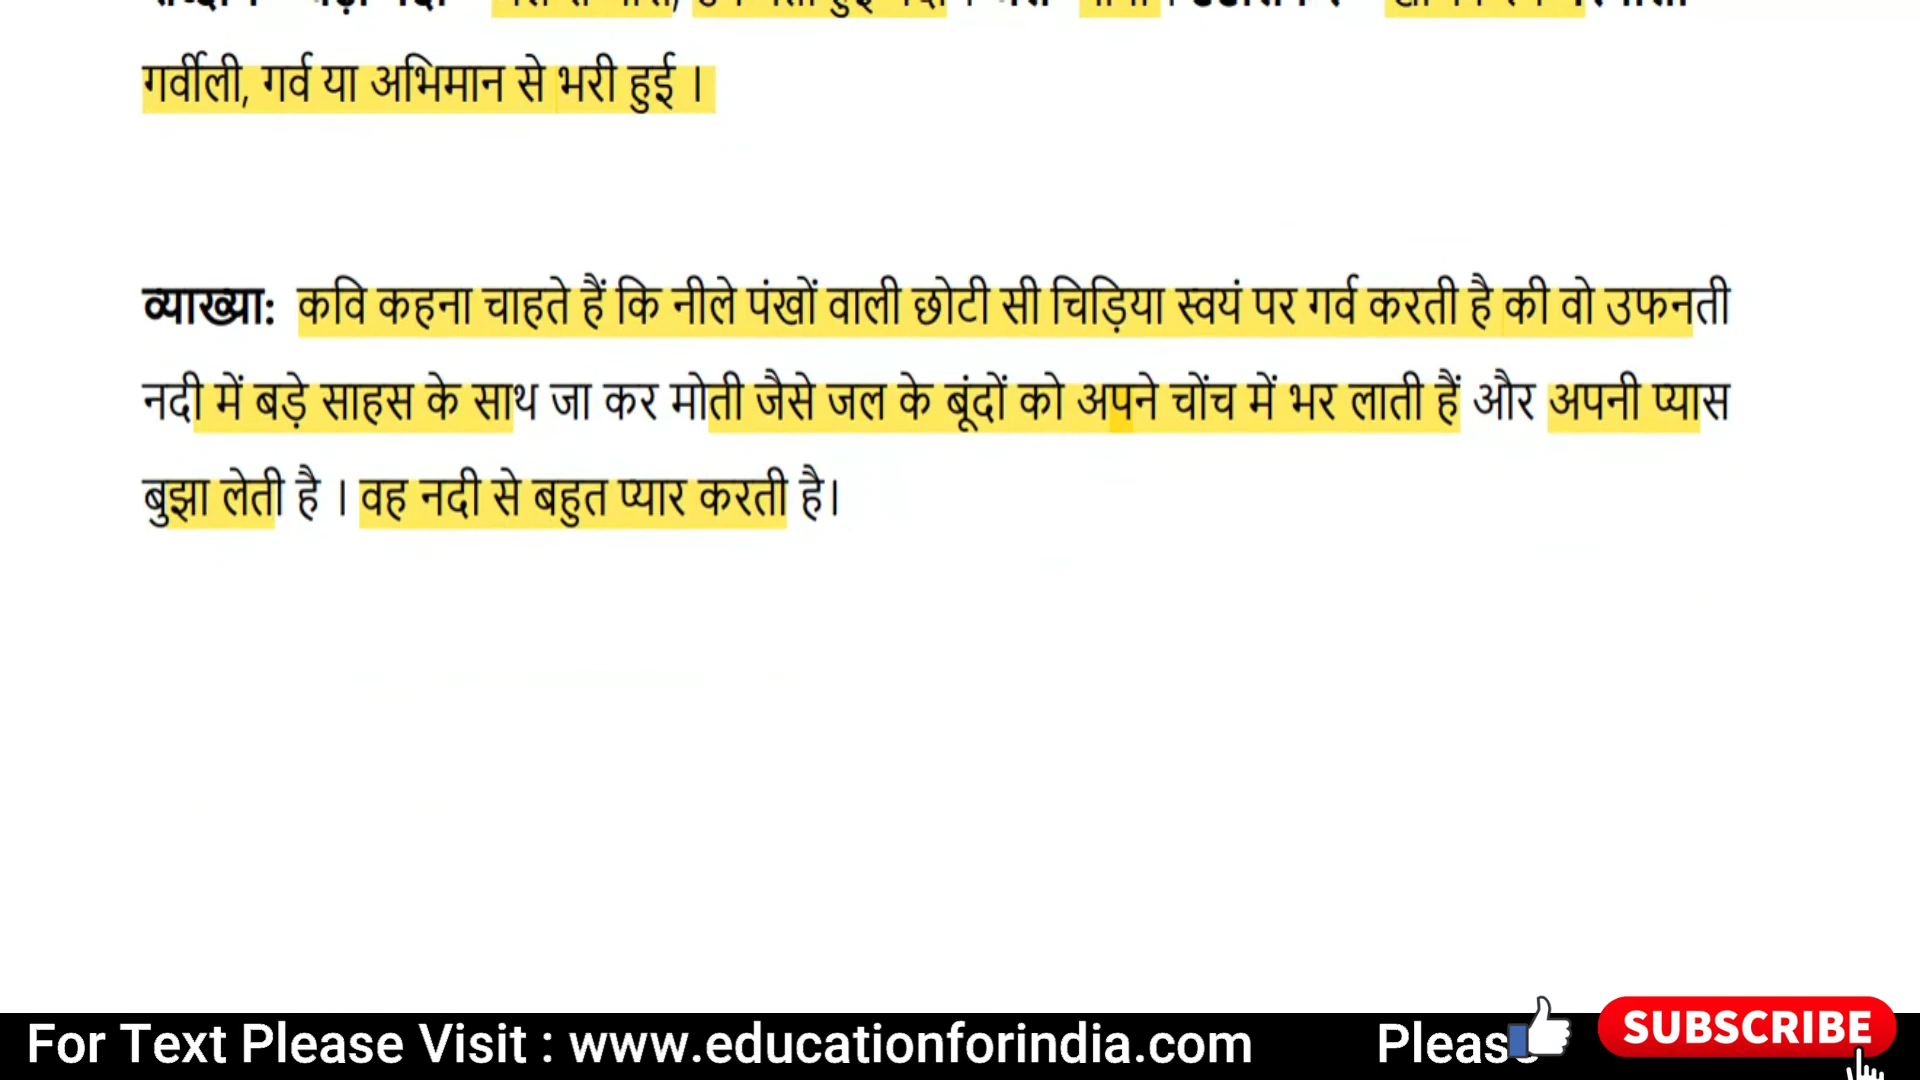 गर्वीली, गर्व या अभिमान से भरी हुई ।
व्याख्या: कवि कहना चाहते हैं कि नीले पंखों वाली छोटी सी चिड़िया स्वयं पर गर्व करती है की वो उफनती
नदी में बड़े साहस के साथ जा कर मोती जैसे जल के बूंदों को अपने चोंच में भर लाती हैं और अपनी प्यास
बुझा लेती है । वह नदी से बहुत प्यार करती है।
For Text Please Visit : www.educationforindia.com Pleas SUBSCRIBE